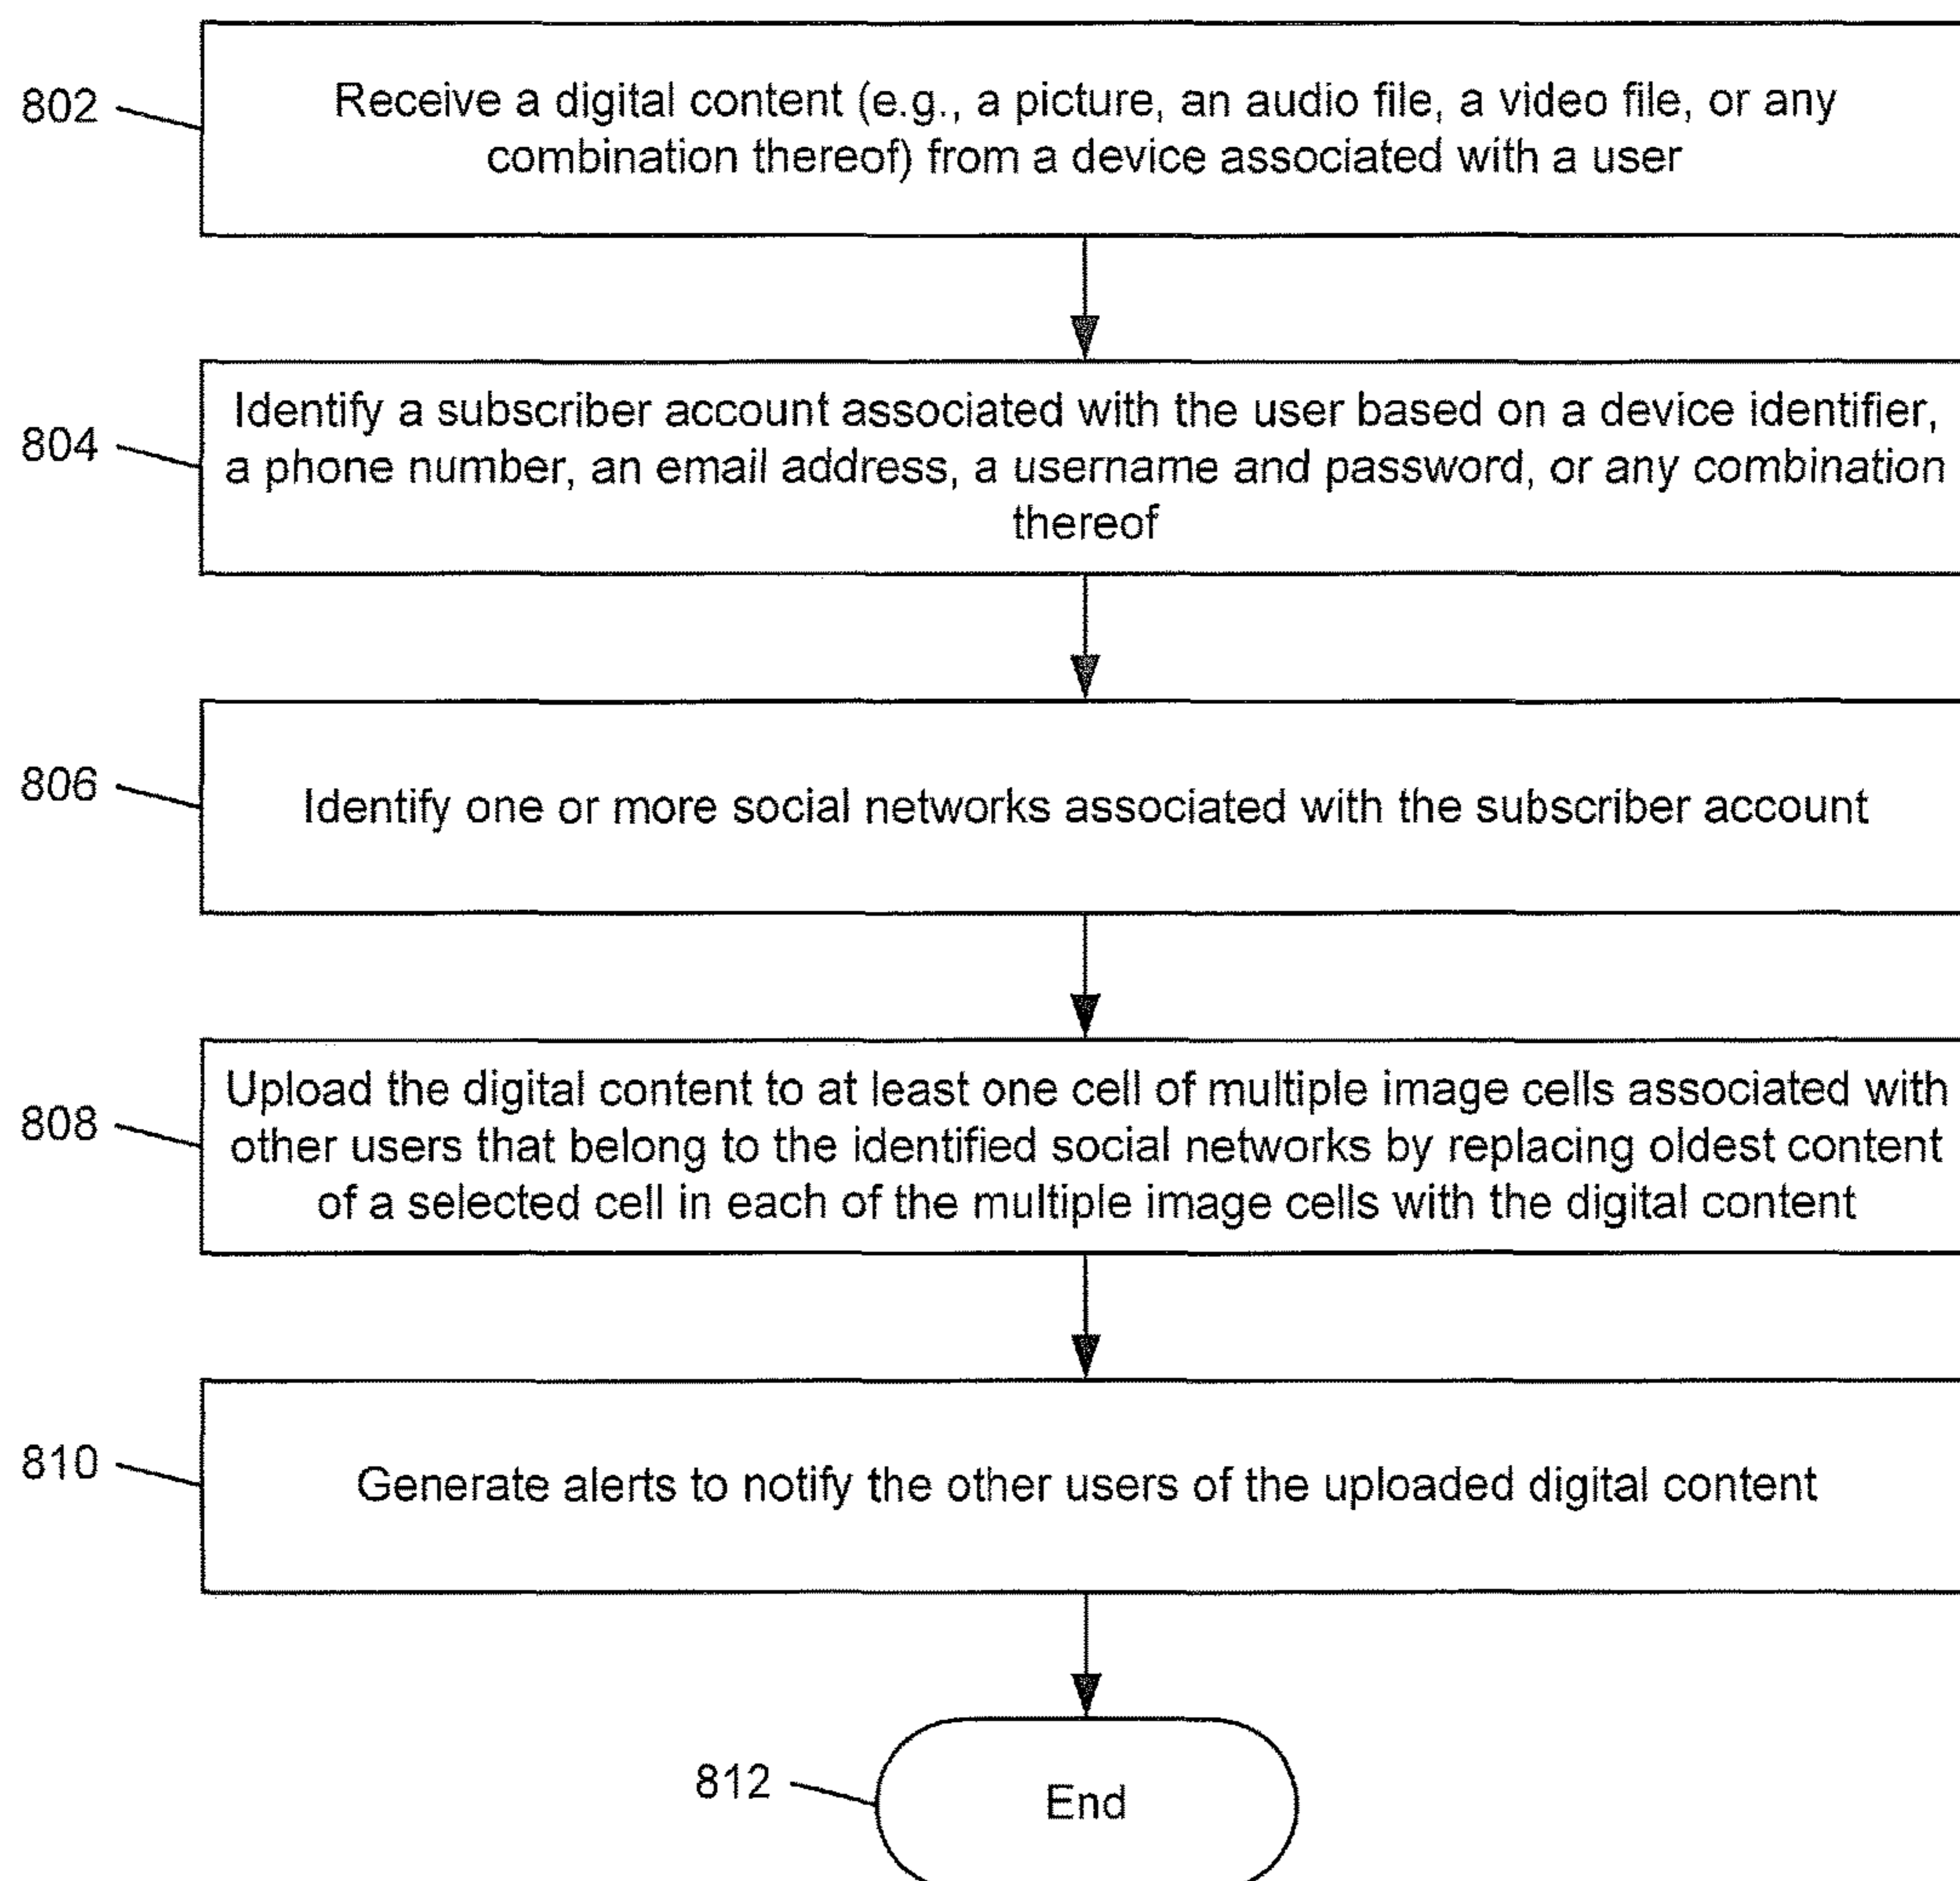 802
Receive a digital content (e.g., a picture, an audio file, a video file, or any
combination thereof) from a device associated with a user
804
Identify a subscriber account associated with the user based on a device identifier,
a phone number, an email address, a username and password, or any combination
thereof
806
Identify one or more social networks associated with the subscriber account
808
Upload the digital content to at least one cell of multiple image cells associated with
other users that belong to the identified social networks by replacing oldest content
of a selected cell in each of the multiple image cells with the digital content
810
Generate alerts to notify the other users of the uploaded digital content
812
End